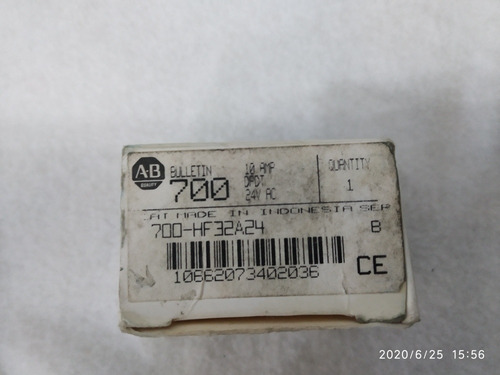 A-B
QUALITY
BULLETIN
700
10 AMP
DPDT
24V AC
QUANTITY
1
CAT MADE IN INDONESIA SER
700-HF32A24
B
10662073402036
CE
2020/6/25 15:56